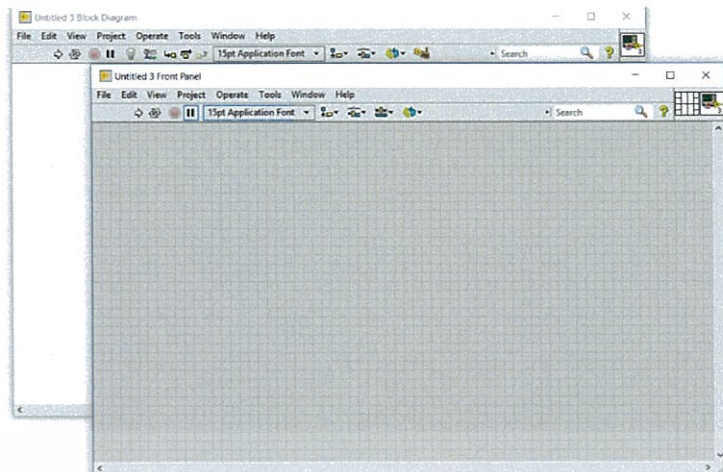 Untitled 3 Block Diagram
File Edit View Project Operate Tools Window Help
15pt Application Font
Search
Untitled 3 Front Panel
File Edit View Project Operate Tools Window Help
15pt Application Font
Search